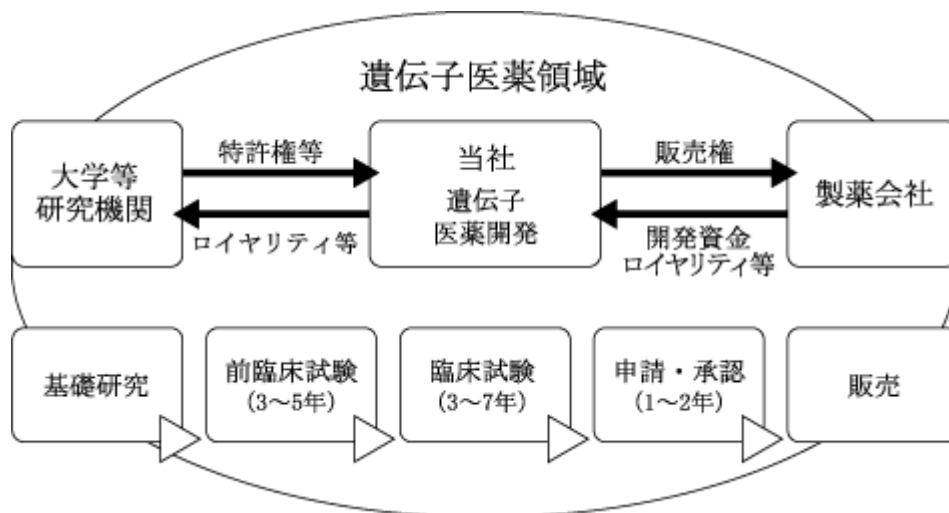 遺伝子医薬領域
大学等
研究機関
特許権等
ロイヤリティ等
当社
遺伝子
医薬開発
販売権
開発資金
ロイヤリティ等
製薬会社
基礎研究
前臨床試験
(3〜5年)
臨床試験
(3〜7年)
申請・承認
(1〜2年)
販売